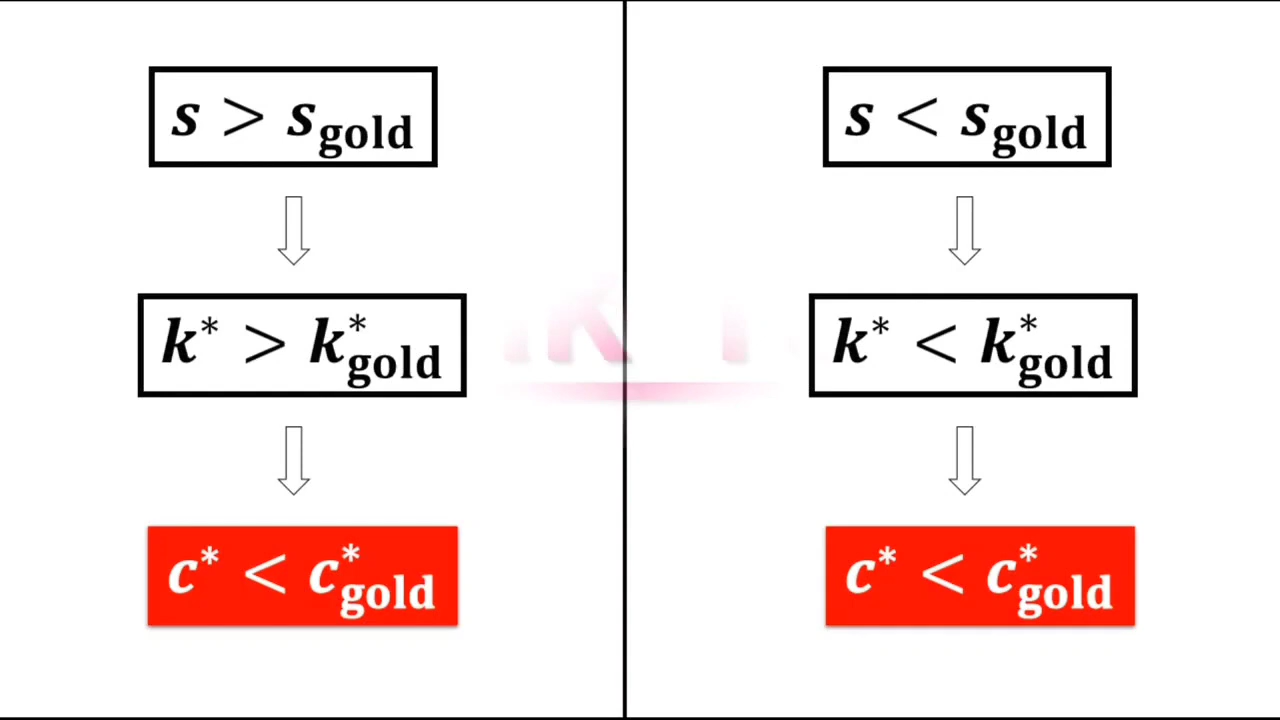 s > s_gold
k* > k*_gold
c* < c*_gold
s < s_gold
k* < k*_gold
c* < c*_gold